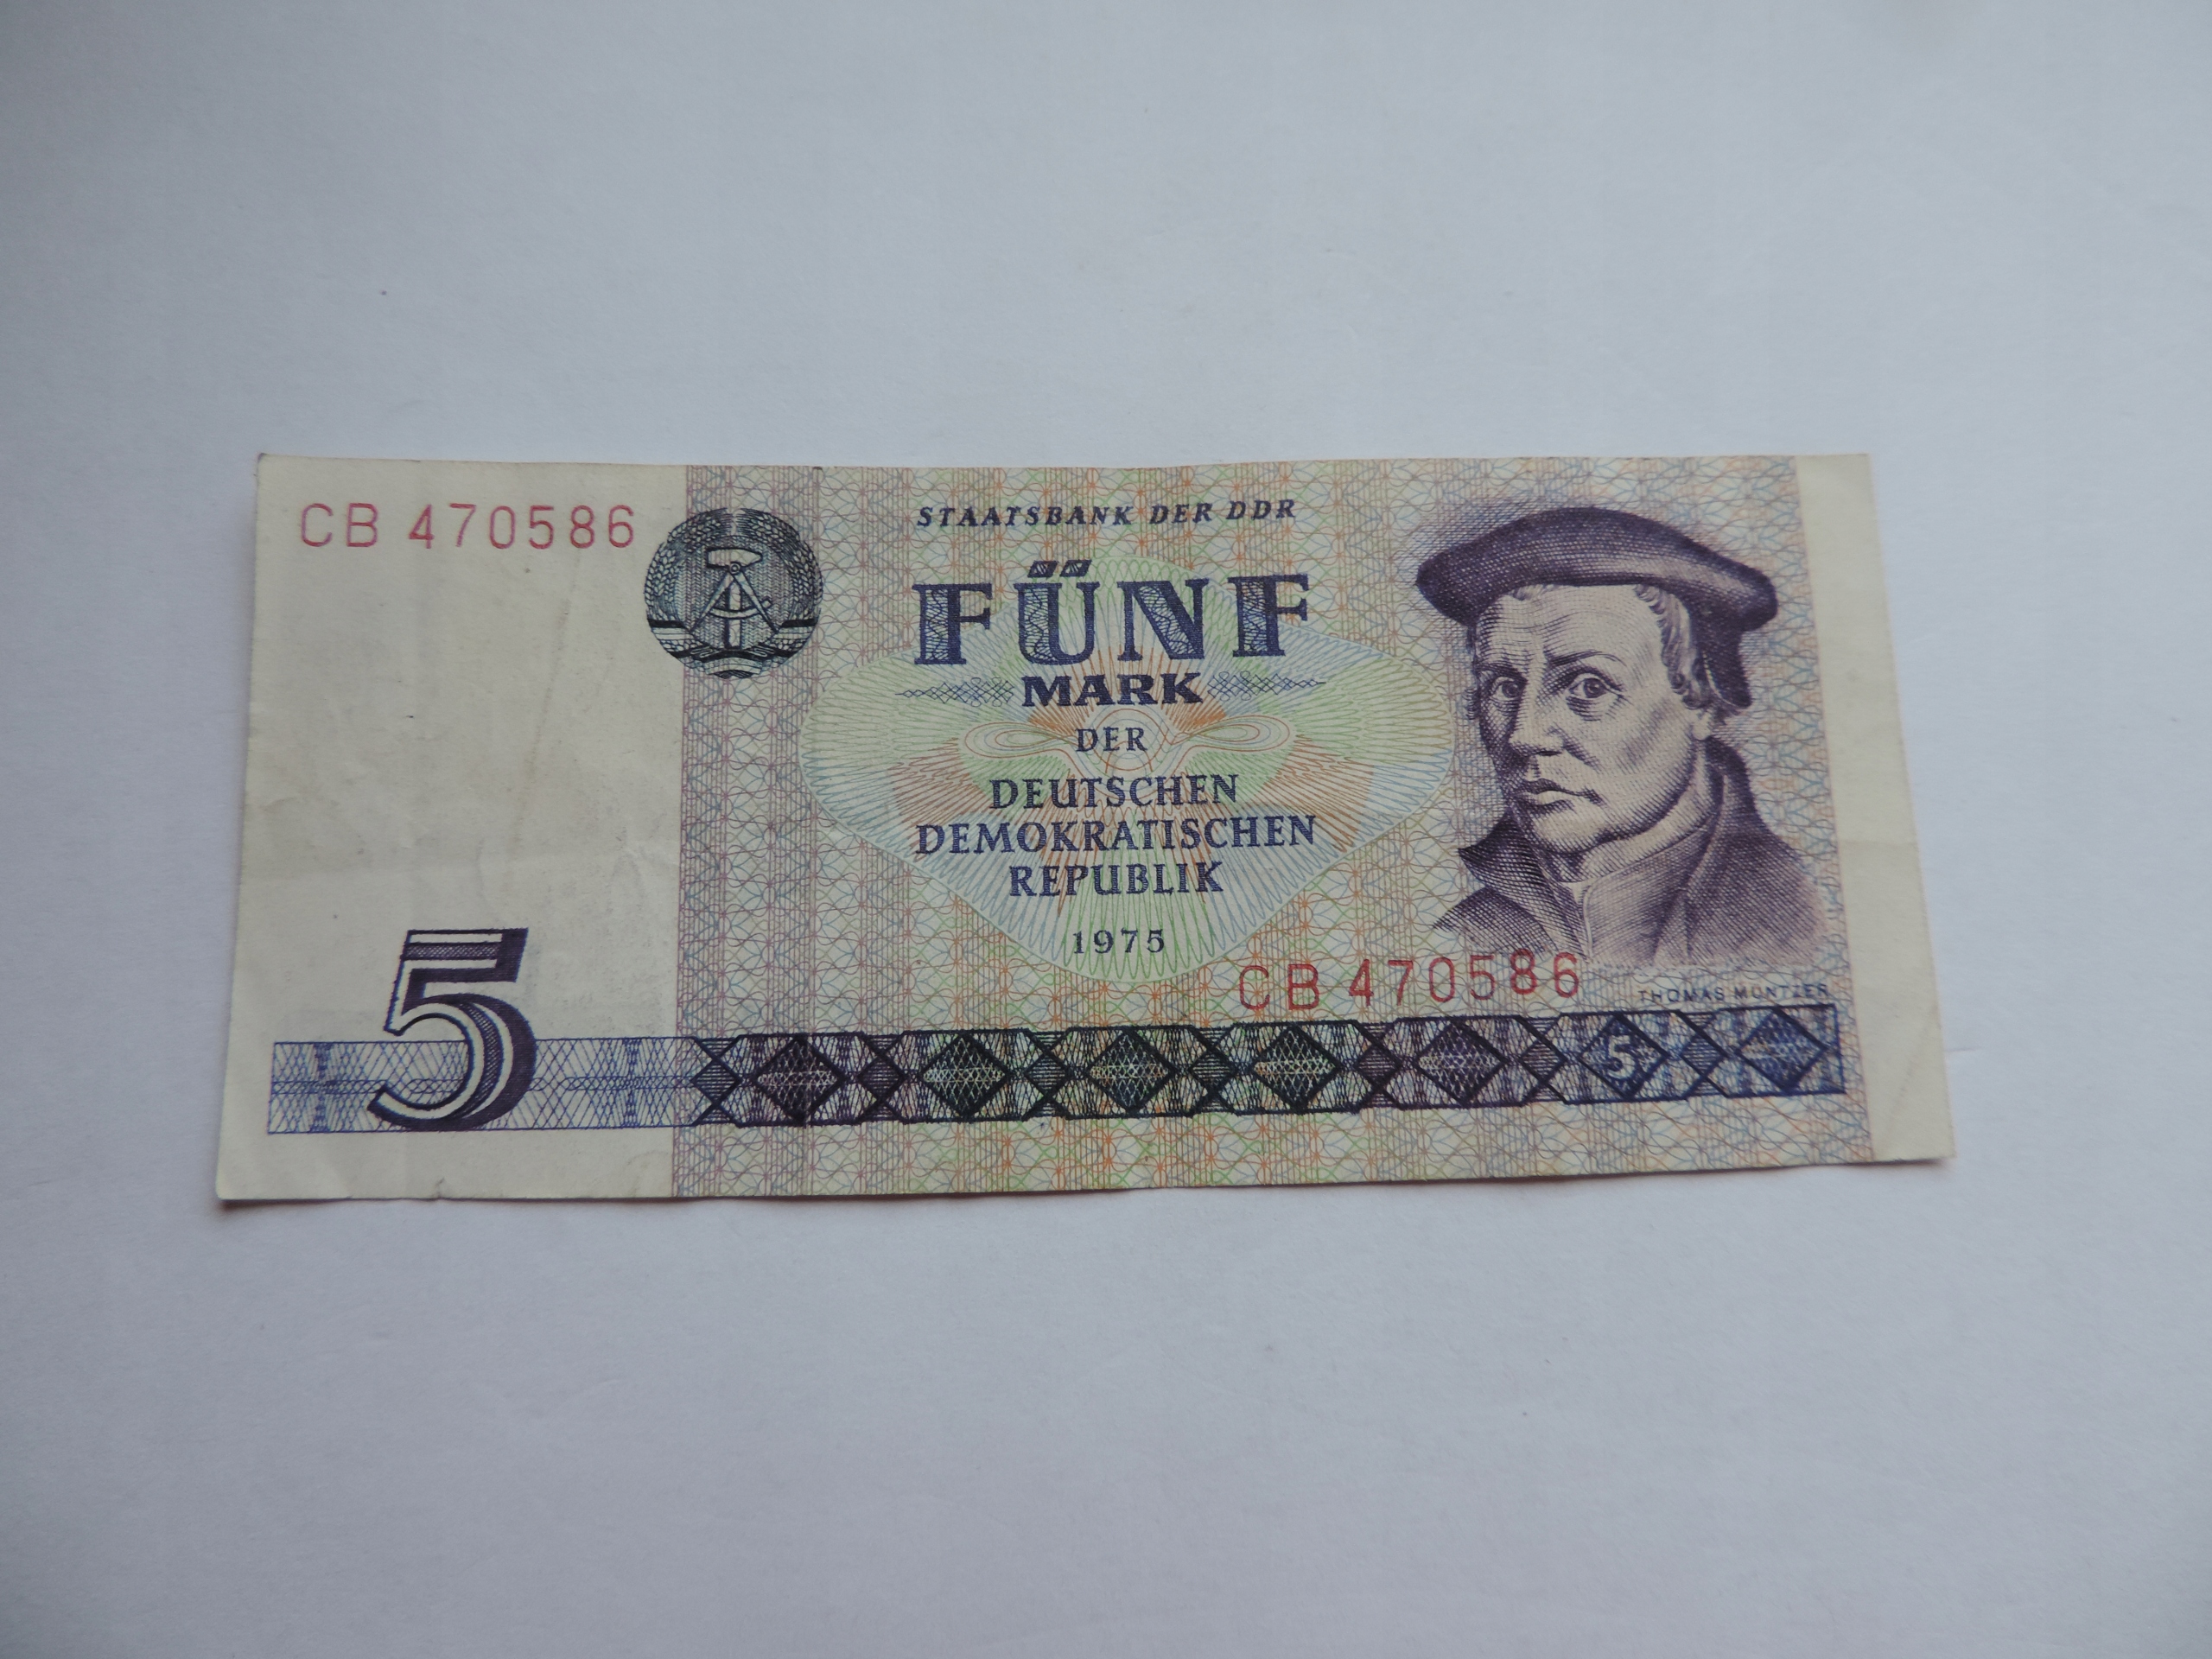 CB 470586
STAATSBANK DER DDR
FÜNF
MARK
DER
DEUTSCHEN
DEMOKRATISCHEN
REPUBLIK
1975
CB 470586
THOMAS MÜNTZER
5
5